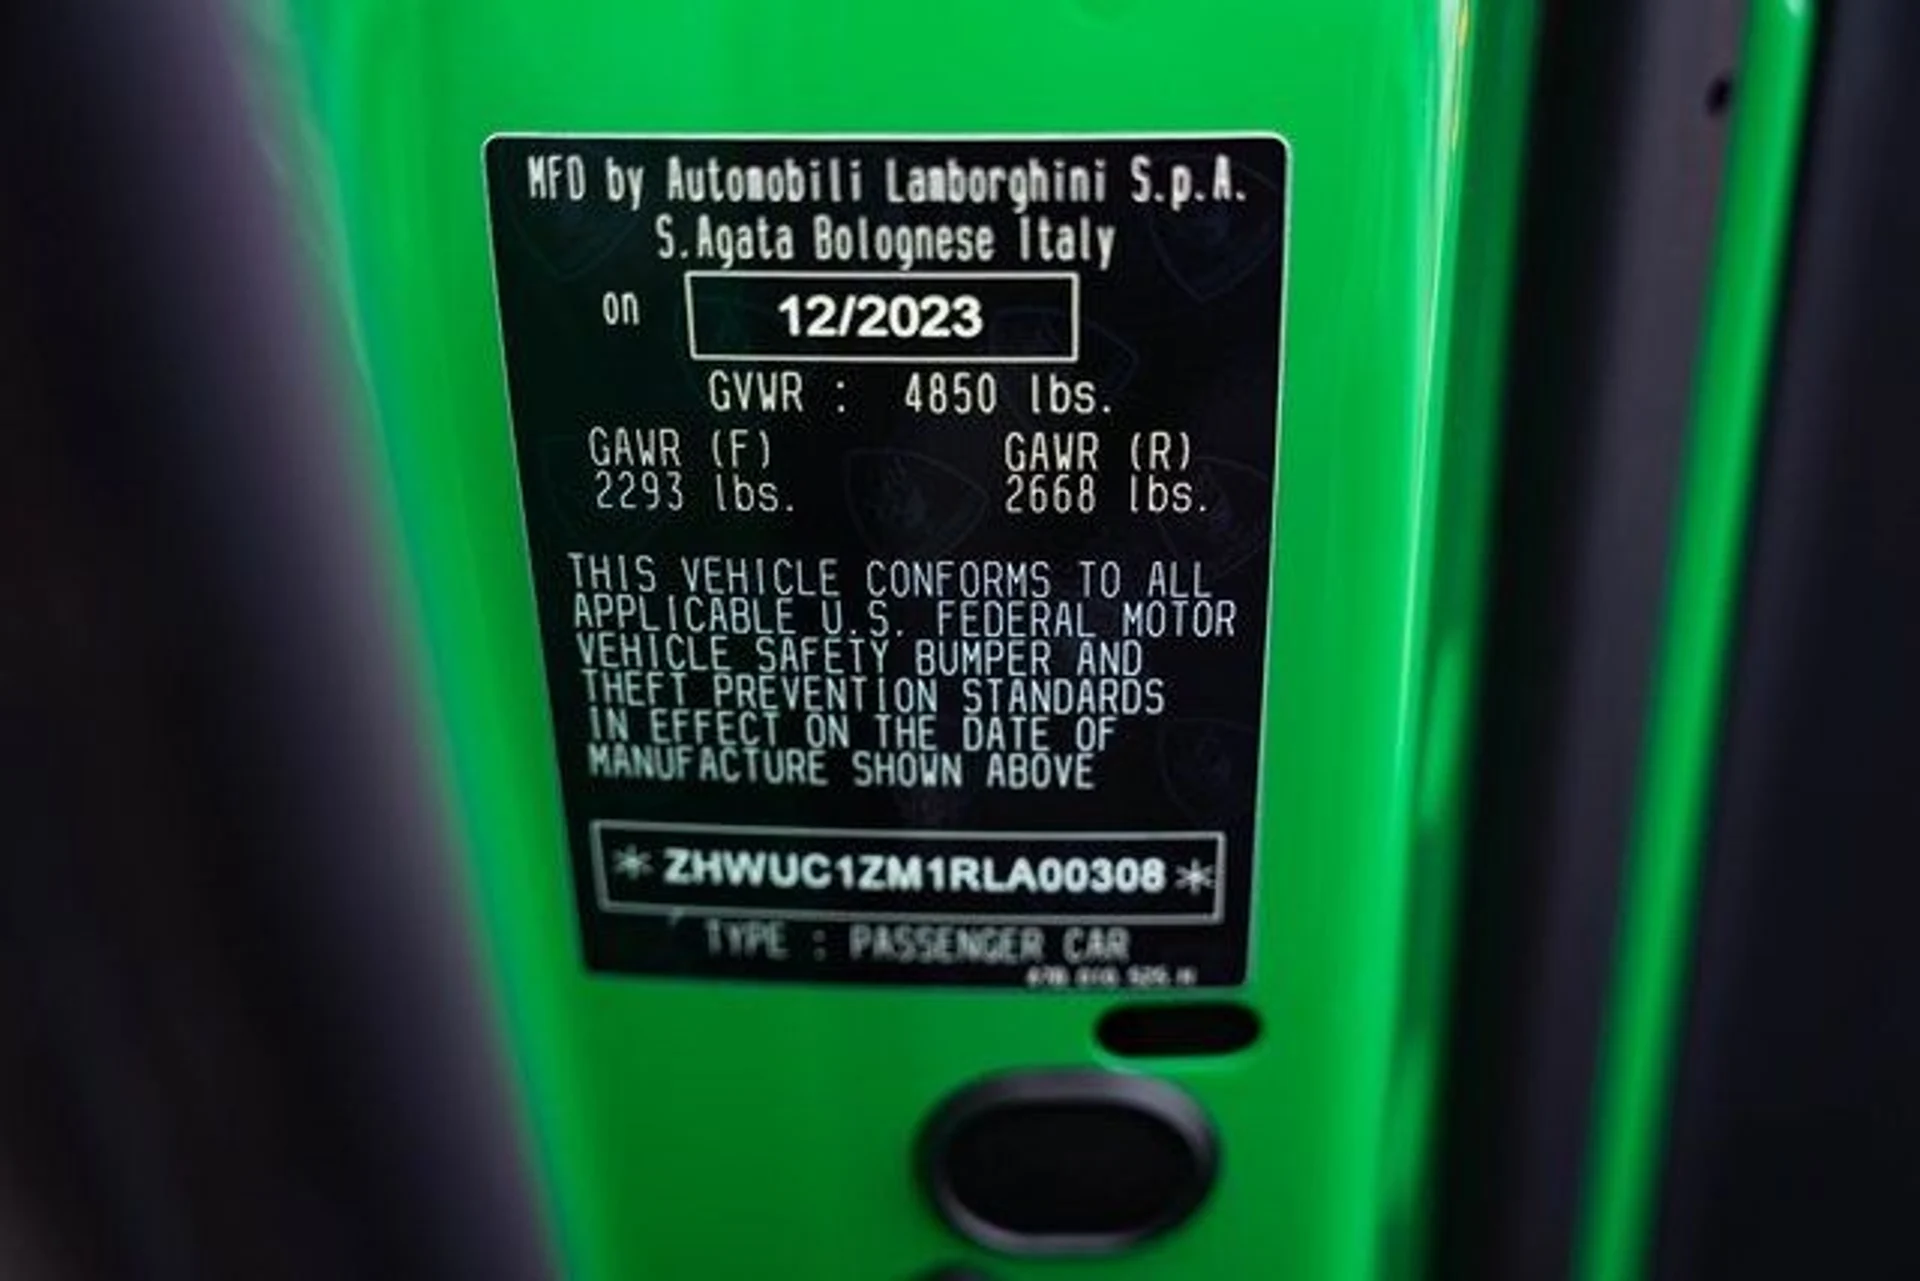 MFD by Automobili Lamborghini S.p.A.
S.Agata Bolognese Italy
on 12/2023
GVWR : 4850 lbs.
GAWR (F) GAWR (R)
2293 lbs. 2668 lbs.
THIS VEHICLE CONFORMS TO ALL
APPLICABLE U.S. FEDERAL MOTOR
VEHICLE SAFETY BUMPER AND
THEFT PREVENTION STANDARDS
IN EFFECT ON THE DATE OF
MANUFACTURE SHOWN ABOVE
* ZHWUC1ZM1RLA00308 *
TYPE : PASSENGER CAR